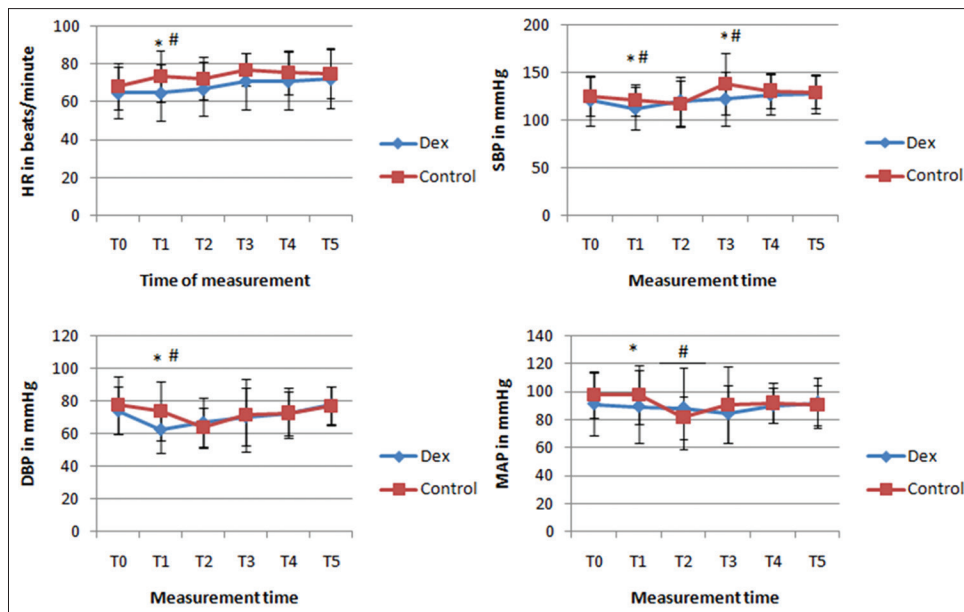 HR in beats/minute
100
80
60
40
20
0
* #
T0 T1 T2 T3 T4 T5
Time of measurement
Dex
Control
SBP in mmHg
200
150
100
50
0
* #
* #
T0 T1 T2 T3 T4 T5
Measurement time
Dex
Control
DBP in mmHg
120
100
80
60
40
20
0
* #
T0 T1 T2 T3 T4 T5
Measurement time
Dex
Control
MAP in mmHg
140
120
100
80
60
40
20
0
* #
T0 T1 T2 T3 T4 T5
Measurement time
Dex
Control